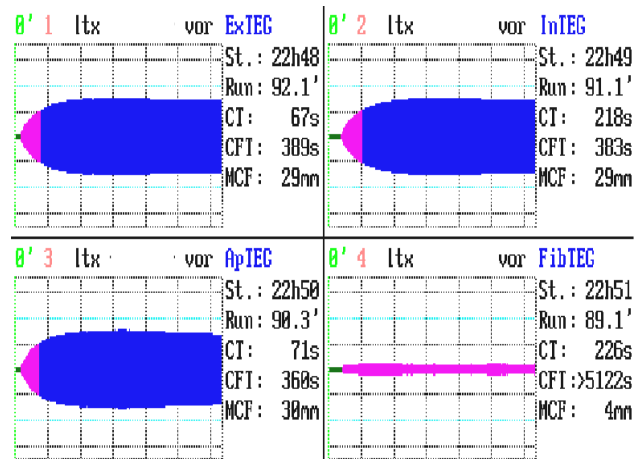 0' 1 ltx vor ExTEG
St.: 22h48
Run: 92.1'
CT: 67s
CFT: 389s
MCF: 29mm
0' 2 ltx vor InTEG
St.: 22h49
Run: 91.1'
CT: 218s
CFT: 383s
MCF: 29mm
0' 3 ltx vor ApTEG
St.: 22h50
Run: 90.3'
CT: 71s
CFT: 360s
MCF: 30mm
0' 4 ltx vor FibTEG
St.: 22h51
Run: 89.1'
CT: 226s
CFT:>5122s
MCF: 4mm